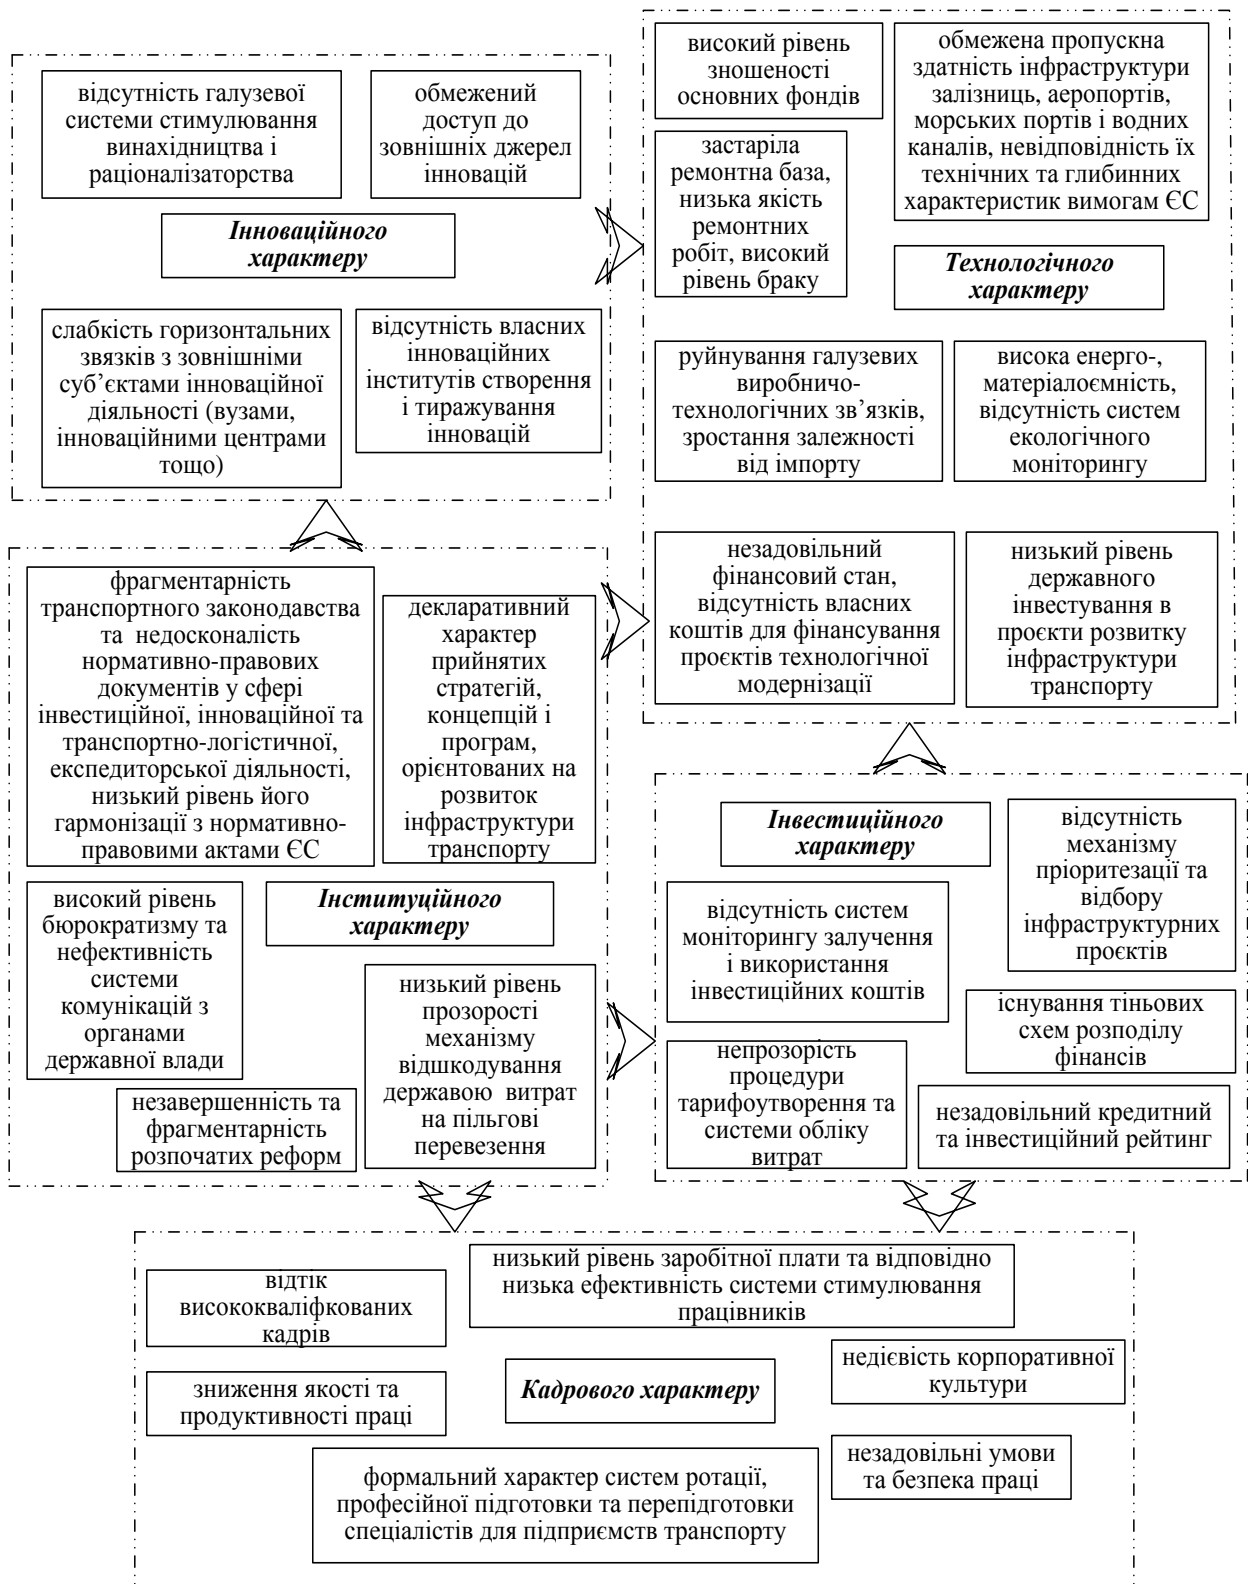 відсутність галузевої
системи стимулювання
винахідництва і
раціоналізаторства
обмежений
доступ до
зовнішніх джерел
інновацій
Інноваційного
характеру
слабкість горизонтальних
звязків з зовнішніми
суб’єктами інноваційної
діяльності (вузами,
інноваційними центрами
тощо)
відсутність власних
інноваційних
інститутів створення
і тиражування
інновацій
високий рівень
зношеності
основних фондів
обмежена пропускна
здатність інфраструктури
залізниць, аеропортів,
морських портів і водних
каналів, невідповідність їх
технічних та глибинних
характеристик вимогам ЄС
застаріла
ремонтна база,
низька якість
ремонтних
робіт, високий
рівень браку
Технологічного
характеру
руйнування галузевих
виробничо-
технологічних зв’язків,
зростання залежності
від імпорту
висока енерго-,
матеріалоємність,
відсутність систем
екологічного
моніторингу
незадовільний
фінансовий стан,
відсутність власних
коштів для фінансування
проєктів технологічної
модернізації
низький рівень
державного
інвестування в
проєкти розвитку
інфраструктури
транспорту
фрагментарність
транспортного законодавства
та недосконалість
нормативно-правових
документів у сфері
інвестиційної, інноваційної та
транспортно-логістичної,
експедиторської діяльності,
низький рівень його
гармонізації з нормативно-
правовими актами ЄС
декларативний
характер
прийнятих
стратегій,
концепцій і
програм,
орієнтованих на
розвиток
інфраструктури
транспорту
високий рівень
бюрократизму та
нефективність
системи
комунікацій з
органами
державної влади
Інституційного
характеру
низький рівень
прозорості
механізму
відшкодування
державою витрат
на пільгові
перевезення
незавершенність та
фрагментарність
розпочатих реформ
Інвестиційного
характеру
відсутність
механізму
пріоритезації та
відбору
інфраструктурних
проєктів
відсутність систем
моніторингу залучення
і використання
інвестиційних коштів
існування тіньових
схем розподілу
фінансів
непрозорість
процедури
тарифоутворення та
системи обліку
витрат
незадовільний кредитний
та інвестиційний рейтинг
низький рівень заробітної плати та відповідно
низька ефективність системи стимулювання
працівників
відтік
висококваліфкованих
кадрів
Кадрового характеру
недієвість корпоративної
культури
зниження якості та
продуктивності праці
незадовільні умови
та безпека праці
формальний характер систем ротації,
професійної підготовки та перепідготовки
спеціалістів для підприємств транспорту